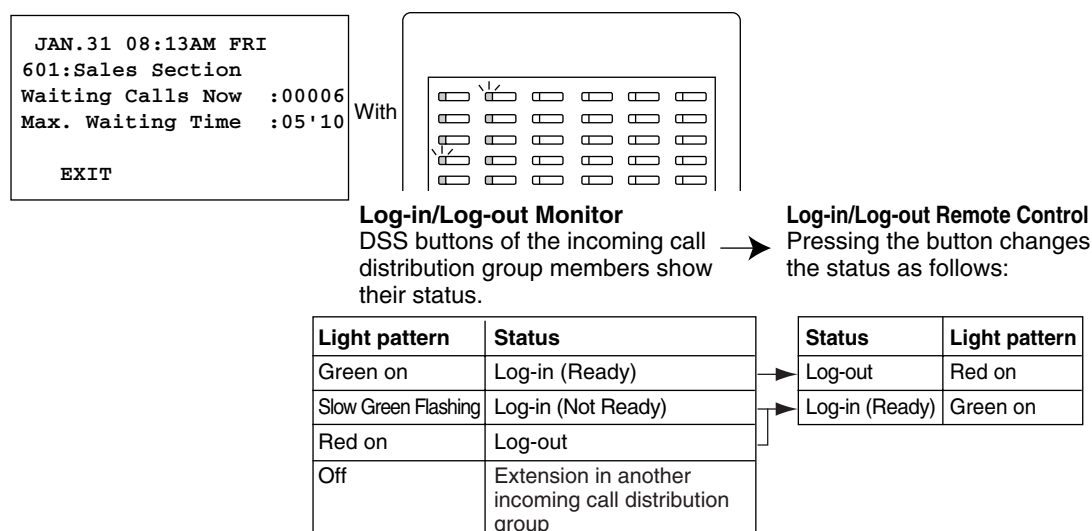 JAN.31 08:13AM FRI
601:Sales Section
Waiting Calls Now :00006
Max. Waiting Time :05'10
EXIT
With
Log-in/Log-out Monitor
DSS buttons of the incoming call
distribution group members show
their status.
Log-in/Log-out Remote Control
Pressing the button changes
the status as follows:
Light pattern Status
Green on Log-in (Ready)
Slow Green Flashing Log-in (Not Ready)
Red on Log-out
Off Extension in another
incoming call distribution
group
Status Light pattern
Log-out Red on
Log-in (Ready) Green on